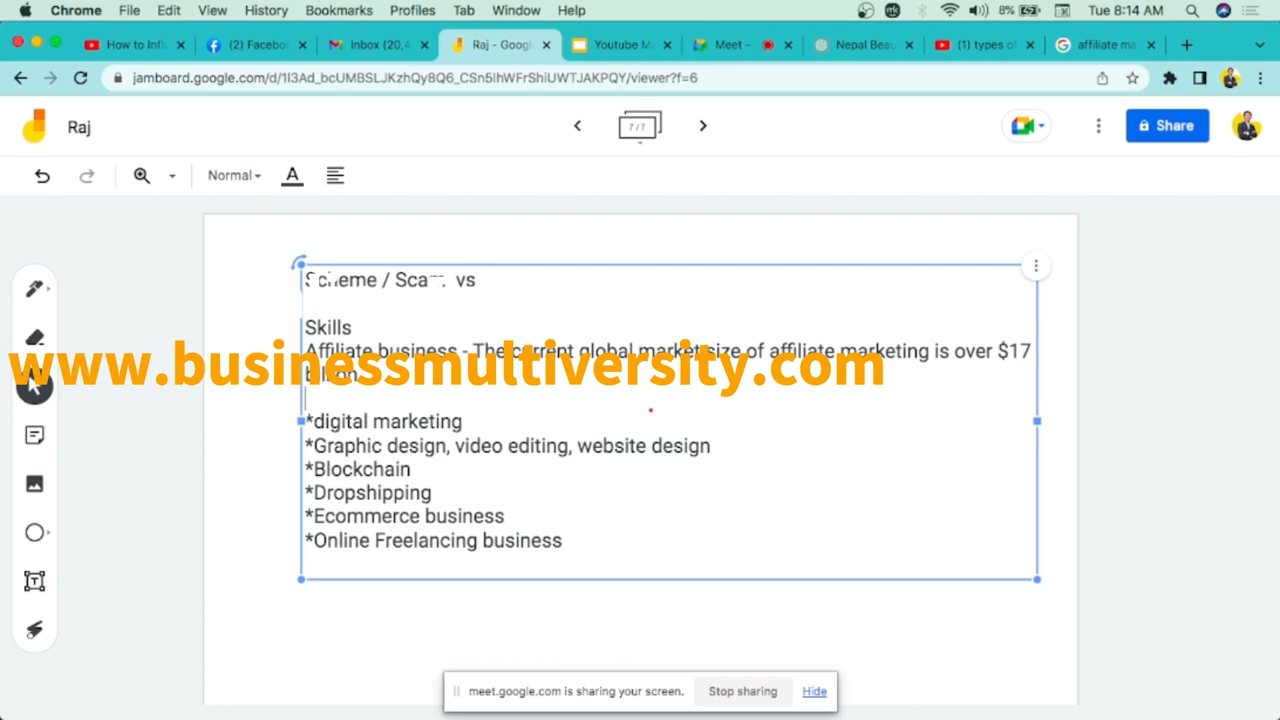 Chrome File Edit View History Bookmarks Profiles Tab Window Help 8% Tue 8:14 AM
How to Infl (2) Faceboo Inbox (20,4 Raj - Googl Youtube Ma Meet - Nepal Beau (1) types of affiliate ma
jamboard.google.com/d/1I3Ad_bcUMBSLJKzhQy8Q6_CSn5lhWFrShiUWTJAKPQY/viewer?f=6
Raj 7/7 Share
Normal A
Scheme / Scam vs
Skills
Affiliate business - The current global market size of affiliate marketing is over $17
billion
www.businessmultiversity.com
*digital marketing
*Graphic design, video editing, website design
*Blockchain
*Dropshipping
*Ecommerce business
*Online Freelancing business
meet.google.com is sharing your screen. Stop sharing Hide